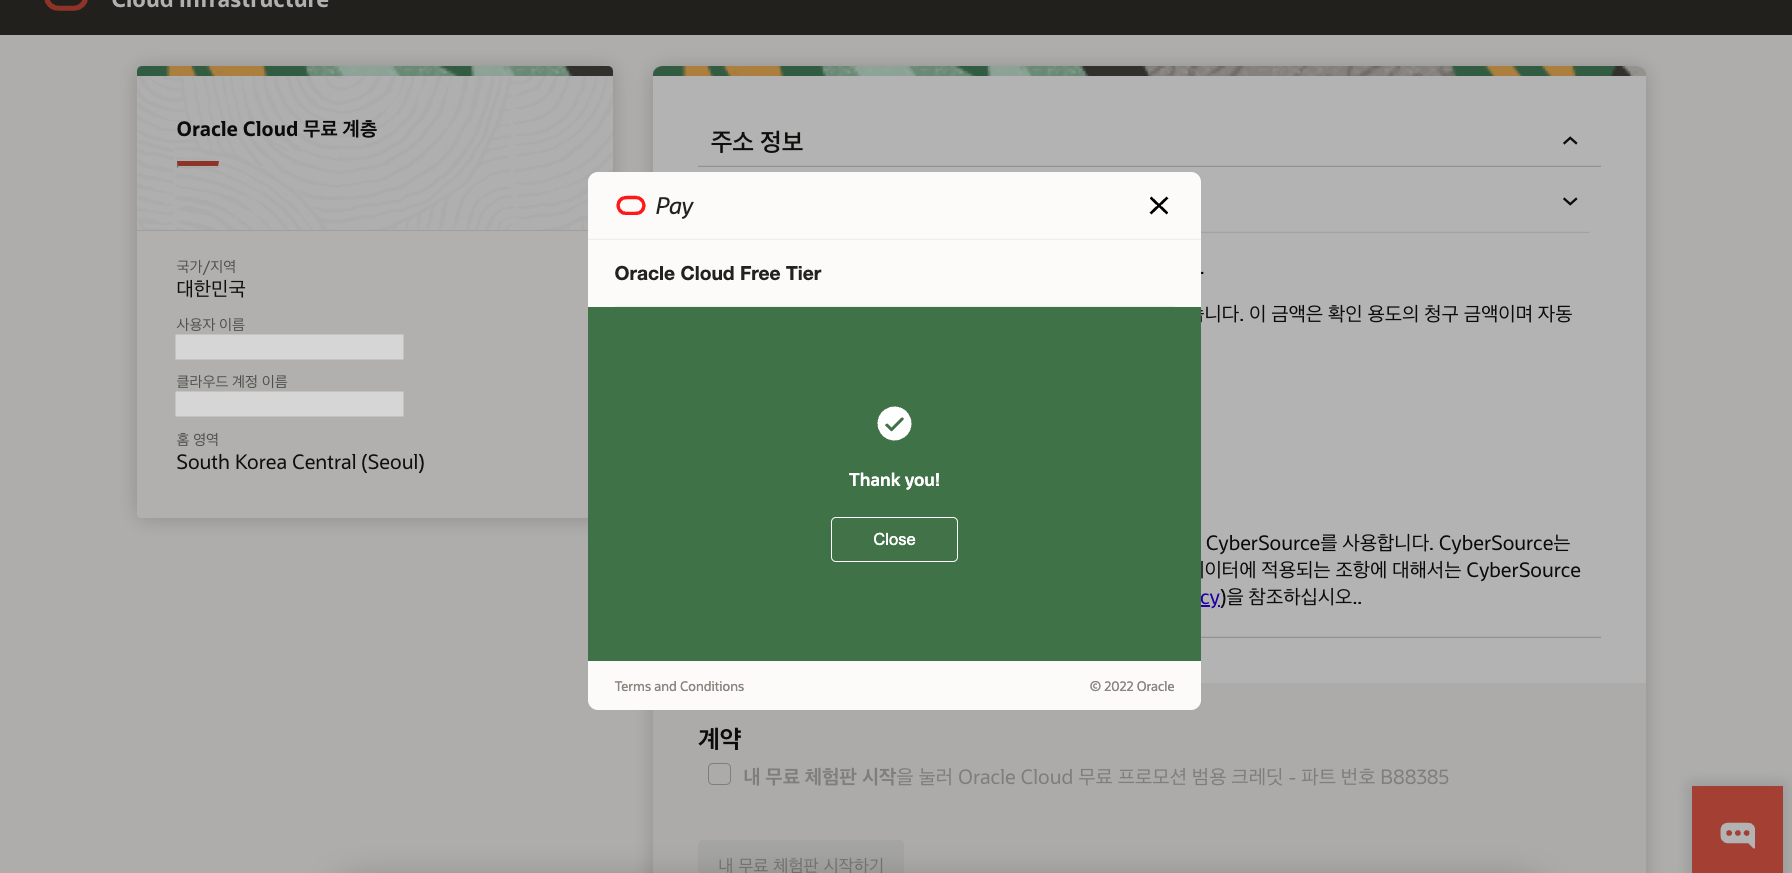 Cloud Infrastructure
Oracle Cloud 무료 계층
국가/지역
대한민국
사용자 이름
클라우드 계정 이름
홈 영역
South Korea Central (Seoul)
주소 정보
Pay
Oracle Cloud Free Tier
Thank you!
Close
Terms and Conditions
© 2022 Oracle
니다. 이 금액은 확인 용도의 청구 금액이며 자동
CyberSource를 사용합니다. CyberSource는
이터에 적용되는 조항에 대해서는 CyberSource
cy)을 참조하십시오..
계약
내 무료 체험판 시작을 눌러 Oracle Cloud 무료 프로모션 범용 크레딧 - 파트 번호 B88385
내 무료 체험판 시작하기